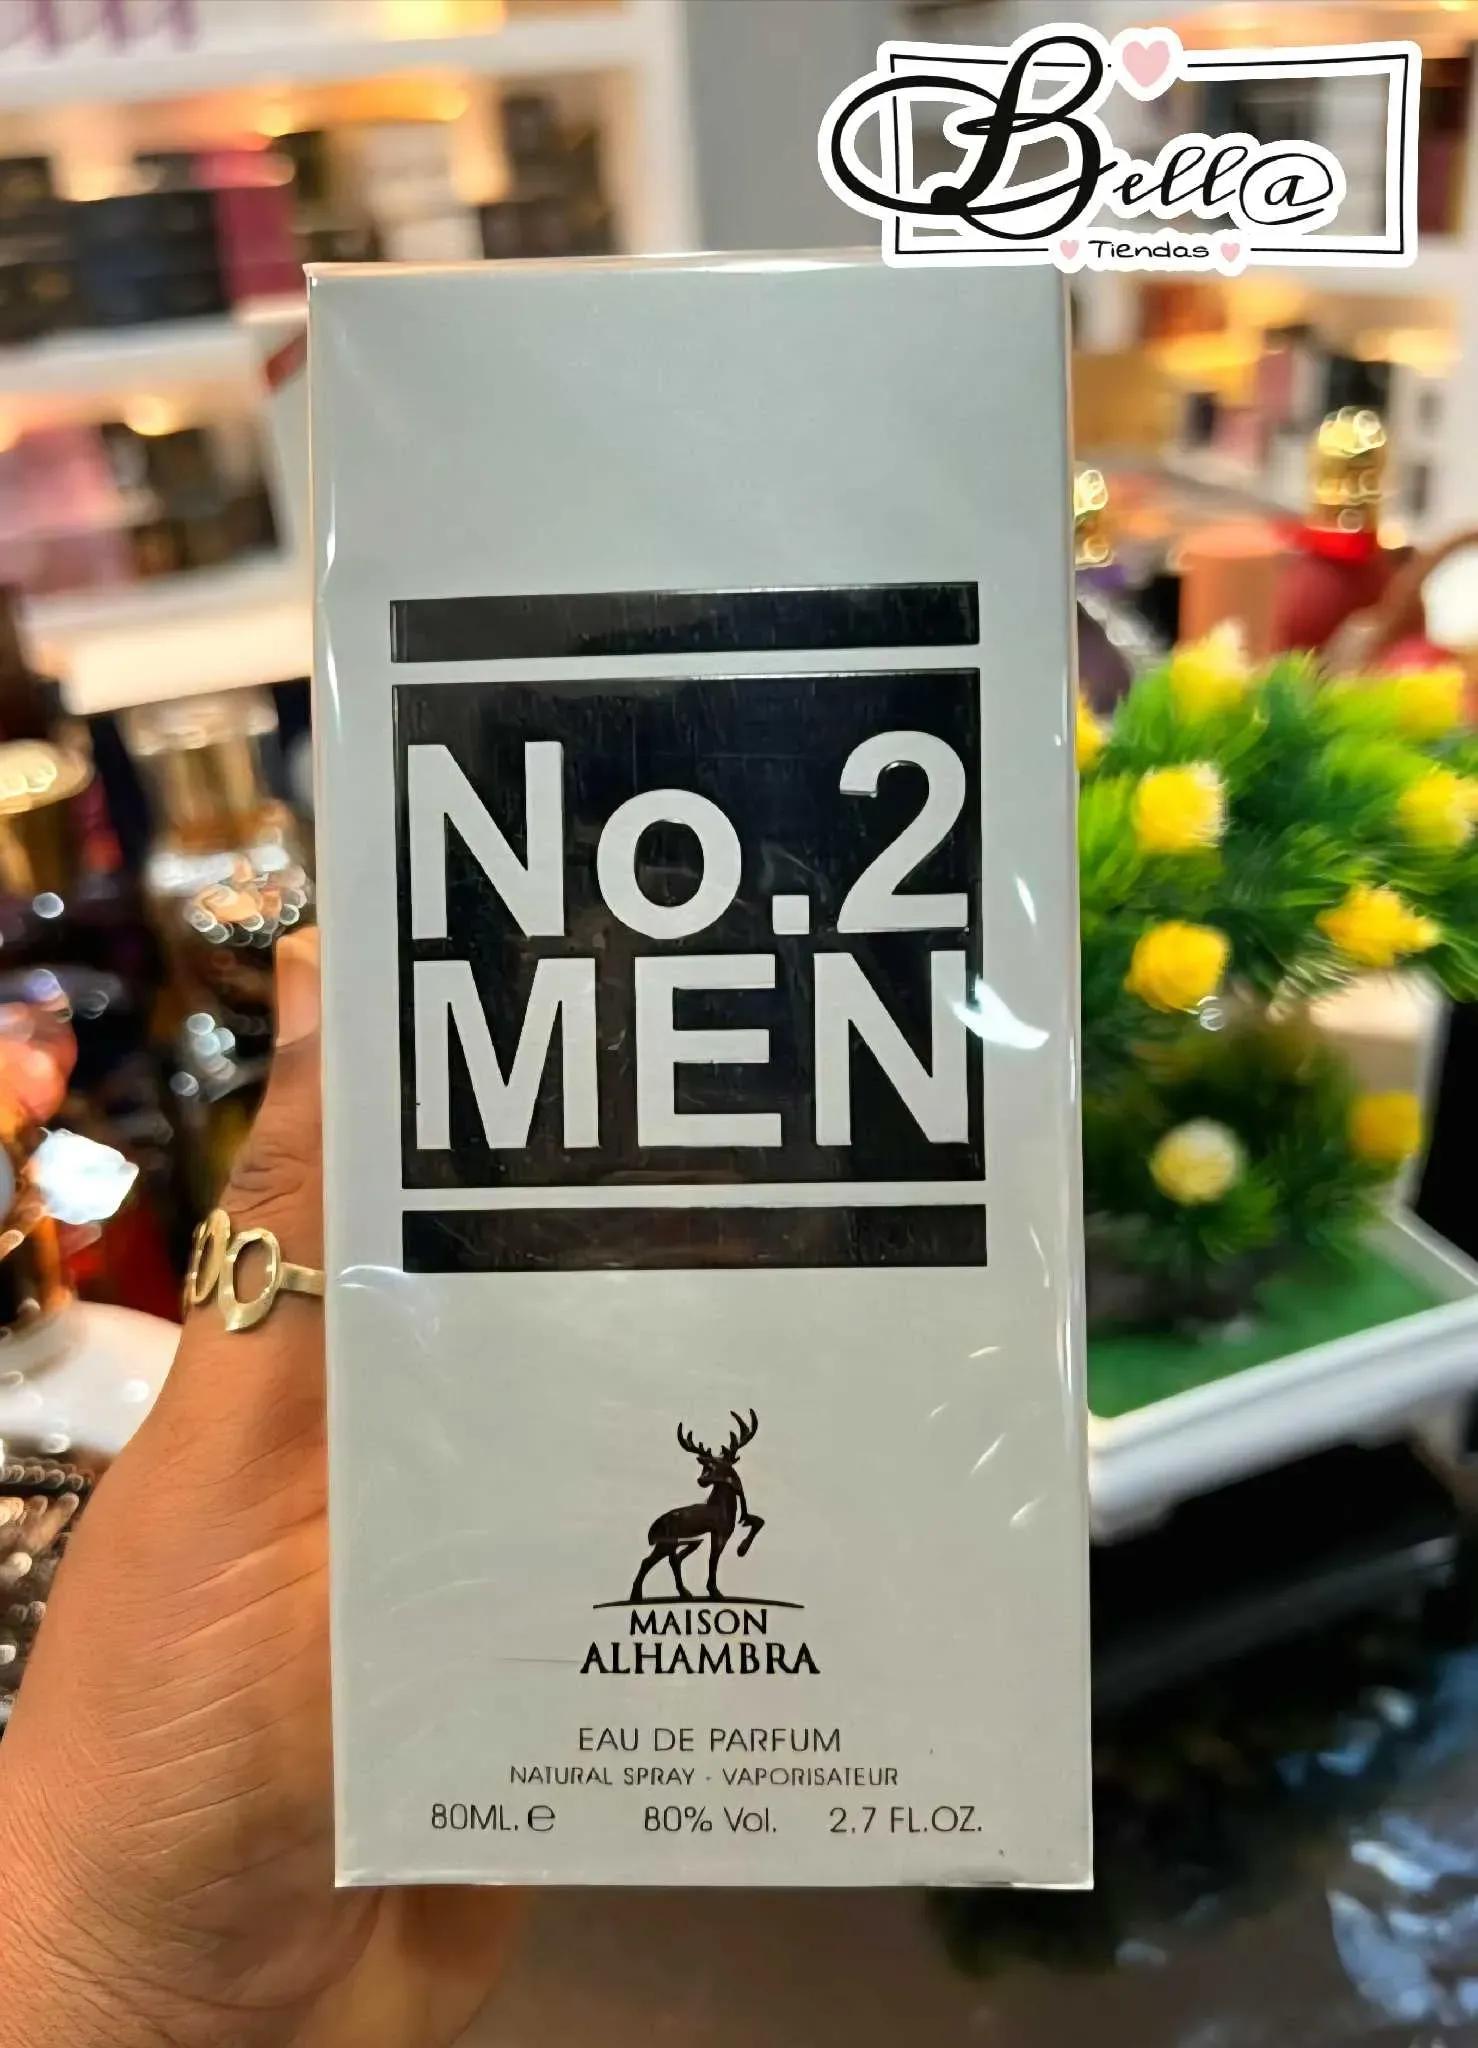 Bell@
Tiendas
No.2
MEN
MAISON
ALHAMBRA
EAU DE PARFUM
NATURAL SPRAY - VAPORISATEUR
80ML. ℮ 80% Vol. 2.7 FL.OZ.